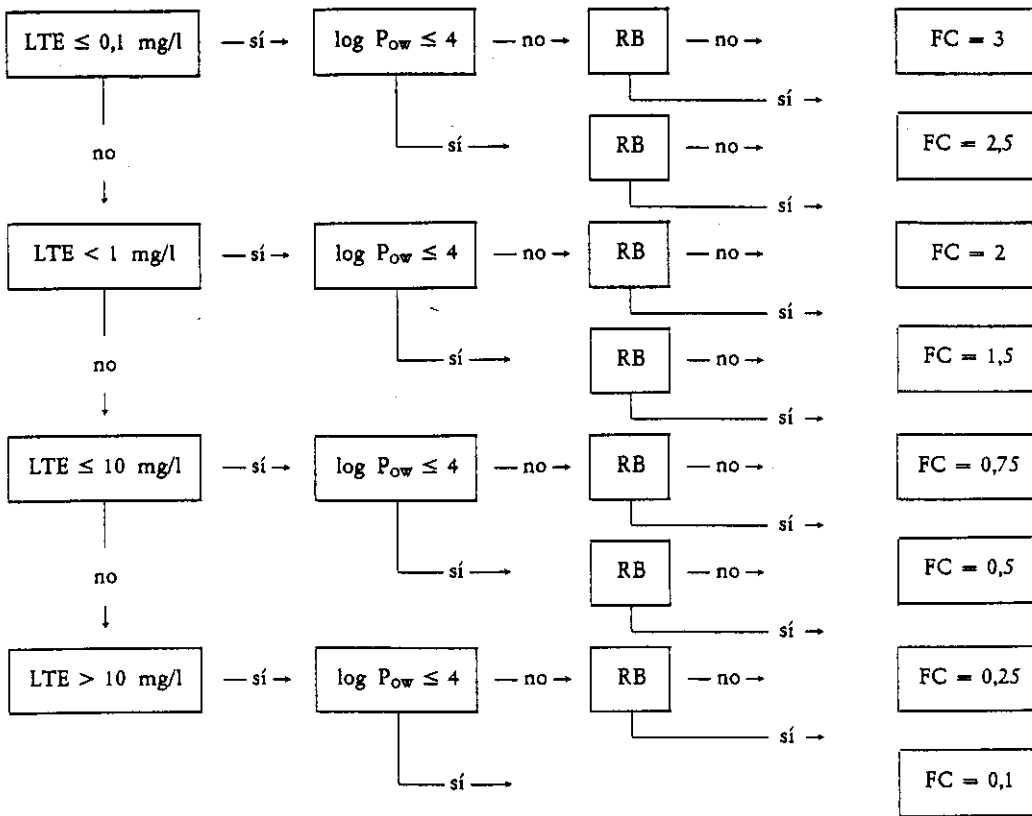 LTE ≤ 0,1 mg/l — sí → log P_OW ≤ 4 — no → RB — no → FC = 3
sí →
no sí → RB — no → FC = 2,5
sí →
LTE < 1 mg/l — sí → log P_OW ≤ 4 — no → RB — no → FC = 2
sí →
no sí → RB — no → FC = 1,5
sí →
LTE ≤ 10 mg/l — sí → log P_OW ≤ 4 — no → RB — no → FC = 0,75
sí →
no sí → RB — no → FC = 0,5
sí →
LTE > 10 mg/l — sí → log P_OW ≤ 4 — no → RB — no → FC = 0,25
sí →
sí → FC = 0,1